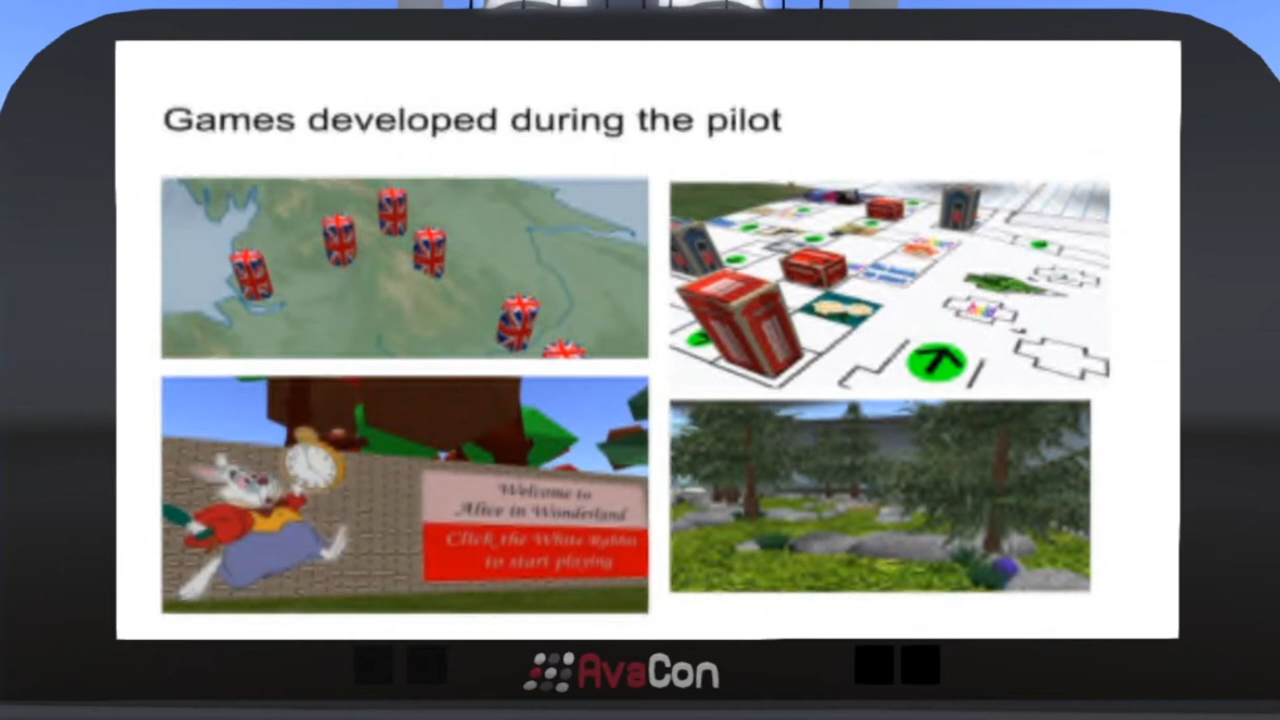 Games developed during the pilot
Welcome to
Alice in Wonderland
Click the White Rabbit
to start playing
AvaCon